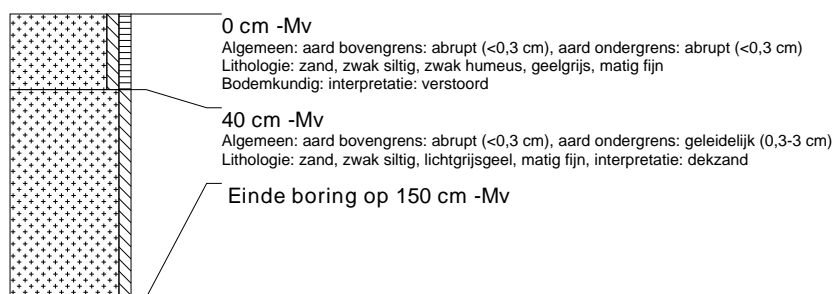 0 cm -Mv
Algemeen: aard bovengrens: abrupt (<0,3 cm), aard ondergrens: abrupt (<0,3 cm)
Lithologie: zand, zwak siltig, zwak humeus, geelgrijs, matig fijn
Bodemkundig: interpretatie: verstoord
40 cm -Mv
Algemeen: aard bovengrens: abrupt (<0,3 cm), aard ondergrens: geleidelijk (0,3-3 cm)
Lithologie: zand, zwak siltig, lichtgrijsgeel, matig fijn, interpretatie: dekzand
Einde boring op 150 cm -Mv